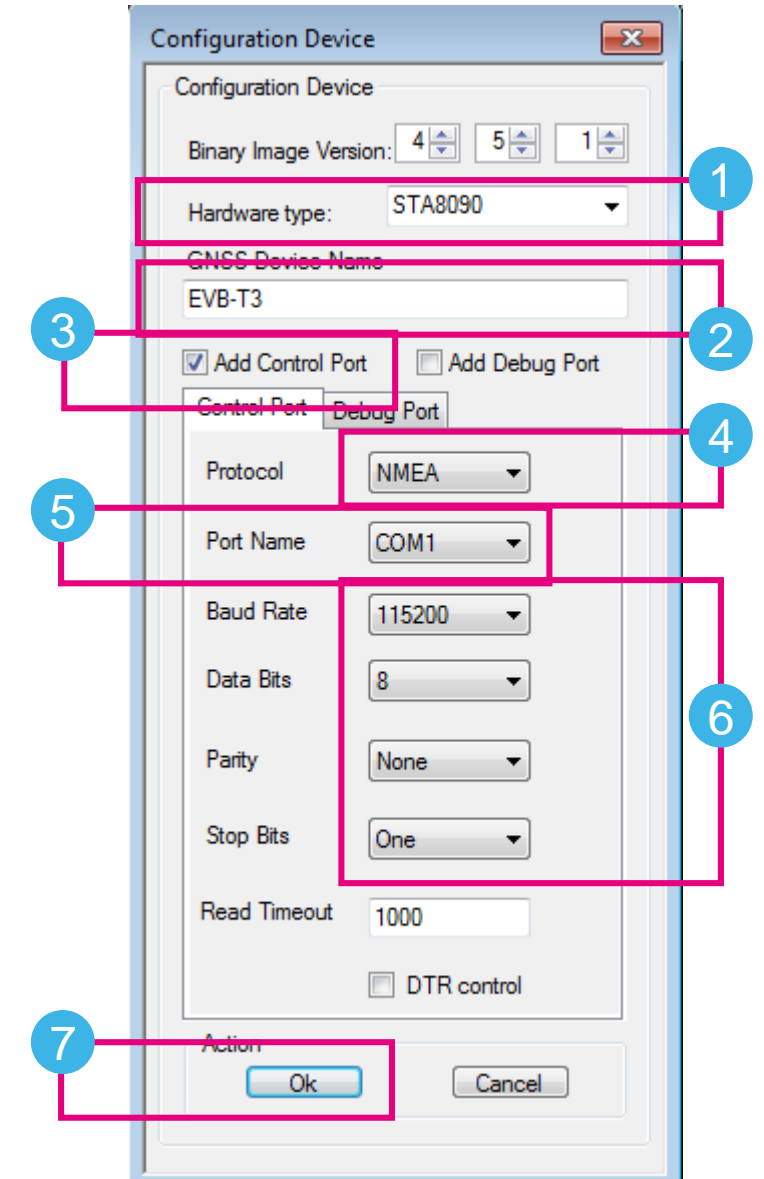 Configuration Device
Configuration Device
Binary Image Version: 4 5 1
1
Hardware type: STA8090
GNSS Device Name
EVB-T3
2
3
Add Control Port Add Debug Port
Control Port Debug Port
4
Protocol NMEA
5
Port Name COM1
Baud Rate 115200
Data Bits 8
6
Parity None
Stop Bits One
Read Timeout 1000
DTR control
7
Action
Ok Cancel